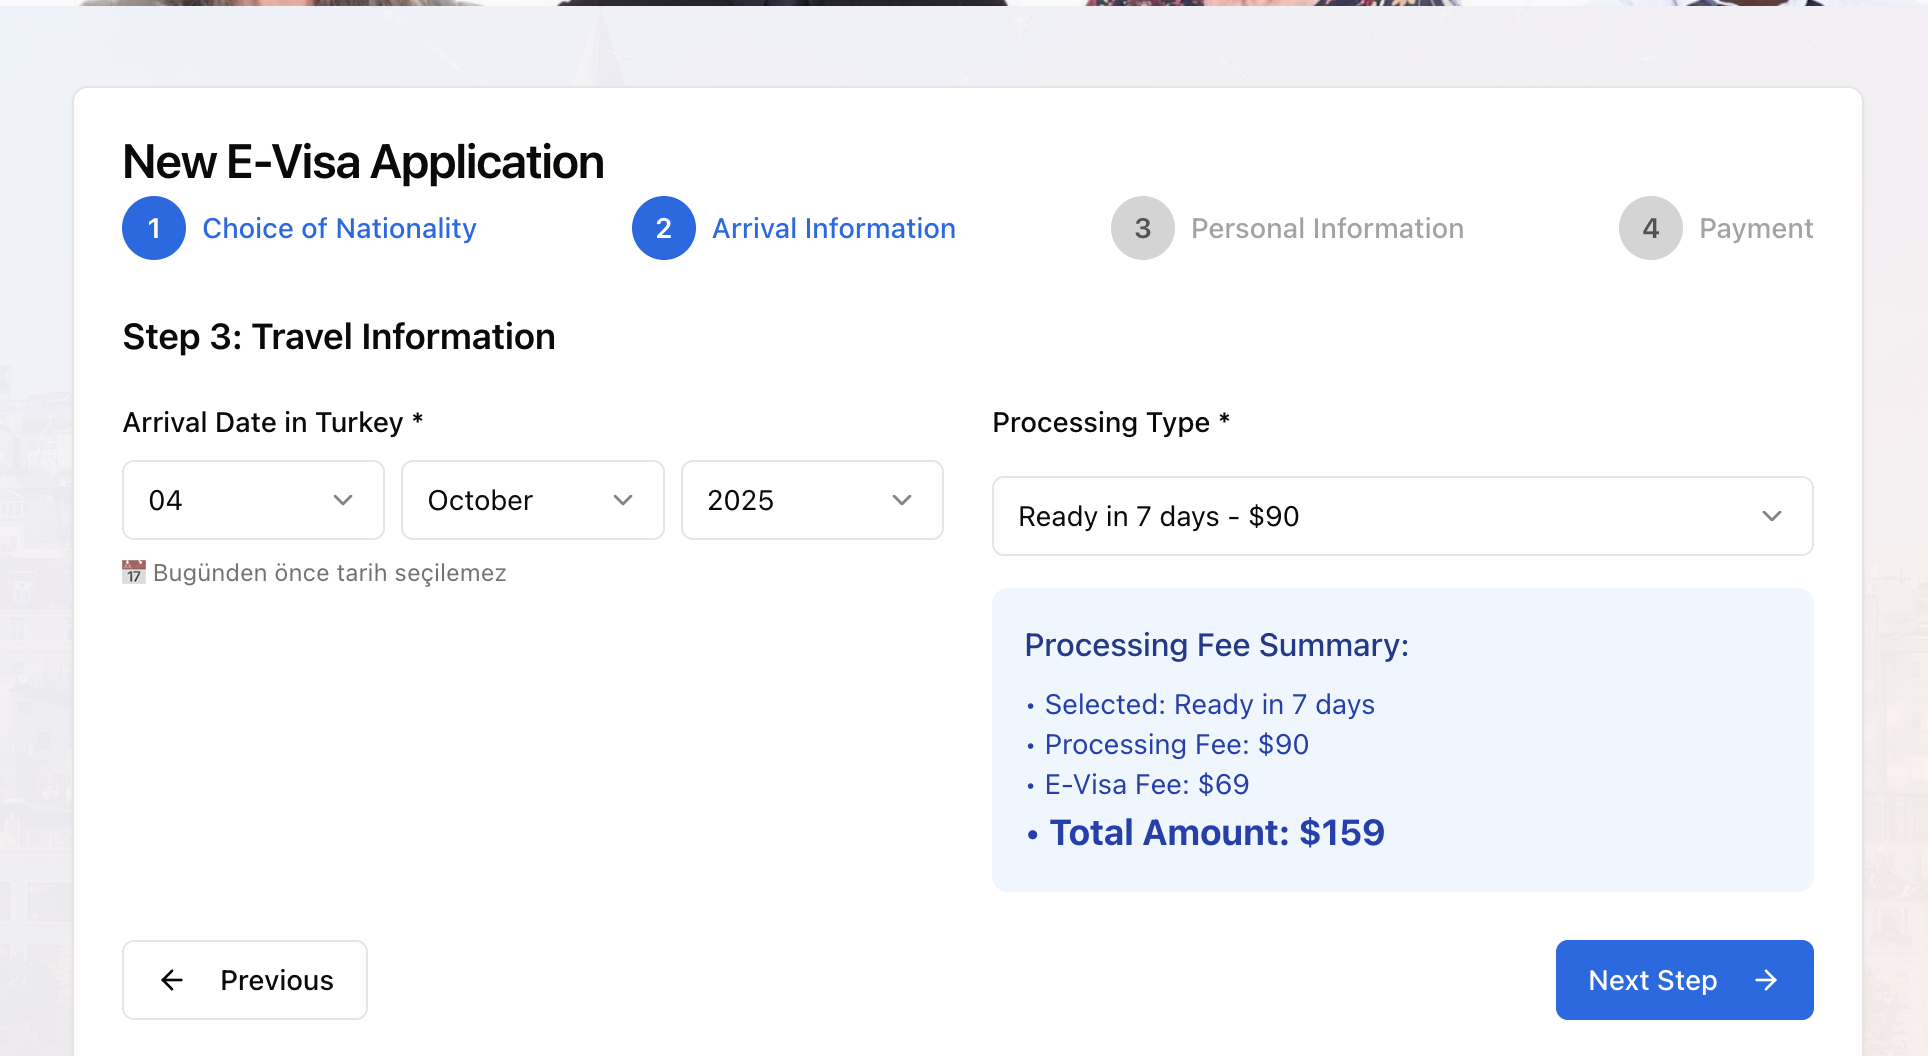 New E-Visa Application
1 Choice of Nationality 2 Arrival Information 3 Personal Information 4 Payment
Step 3: Travel Information
Arrival Date in Turkey *
04 October 2025
17 Bugünden önce tarih seçilemez
Processing Type *
Ready in 7 days - $90
Processing Fee Summary:
• Selected: Ready in 7 days
• Processing Fee: $90
• E-Visa Fee: $69
• Total Amount: $159
← Previous
Next Step →